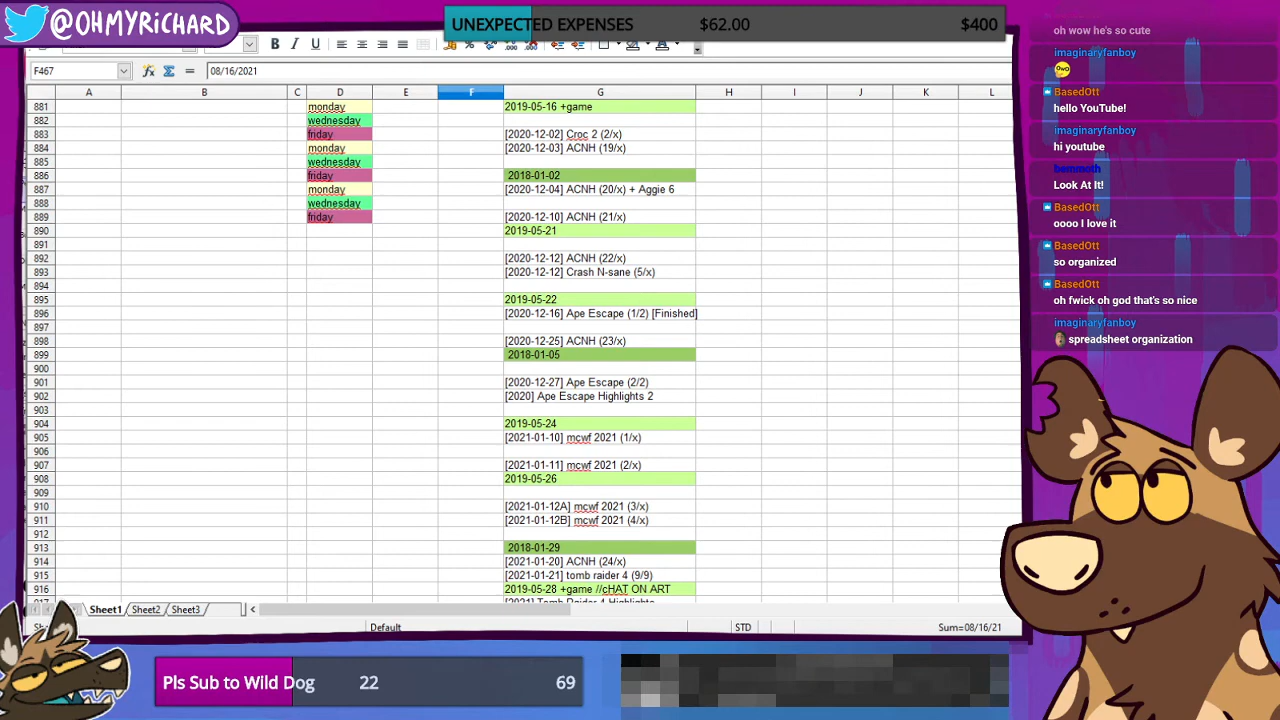 @OHMYRiCHARD
UNEXPECTED EXPENSES $62.00 $400
F467 08/16/2021
A B C D E F G H I J K L
881 monday 2019-05-16 +game
882 wednesday
883 friday [2020-12-02] Croc 2 (2/x)
884 monday [2020-12-03] ACNH (19/x)
885 wednesday
886 friday 2018-01-02
887 monday [2020-12-04] ACNH (20/x) + Aggie 6
888 wednesday
889 friday [2020-12-10] ACNH (21/x)
890 2019-05-21
891
892 [2020-12-12] ACNH (22/x)
893 [2020-12-12] Crash N-sane (5/x)
894
895 2019-05-22
896 [2020-12-16] Ape Escape (1/2) [Finished]
897
898 [2020-12-25] ACNH (23/x)
899 2018-01-05
900
901 [2020-12-27] Ape Escape (2/2)
902 [2020] Ape Escape Highlights 2
903
904 2019-05-24
905 [2021-01-10] mcwf 2021 (1/x)
906
907 [2021-01-11] mcwf 2021 (2/x)
908 2019-05-26
909
910 [2021-01-12A] mcwf 2021 (3/x)
911 [2021-01-12B] mcwf 2021 (4/x)
912
913 2018-01-29
914 [2021-01-20] ACNH (24/x)
915 [2021-01-21] tomb raider 4 (9/9)
916 2019-05-28 +game //cHAT ON ART
917 [2021] Tomb Raider 4 Highlights
Sheet1 Sheet2 Sheet3
Default STD Sum=08/16/21
oh wow he's so cute
imaginaryfanboy
BasedOtt
hello YouTube!
imaginaryfanboy
hi youtube
Look At It!
BasedOtt
oooo I love it
BasedOtt
so organized
BasedOtt
oh fwick oh god that's so nice
imaginaryfanboy
spreadsheet organization
Pls Sub to Wild Dog 22 69